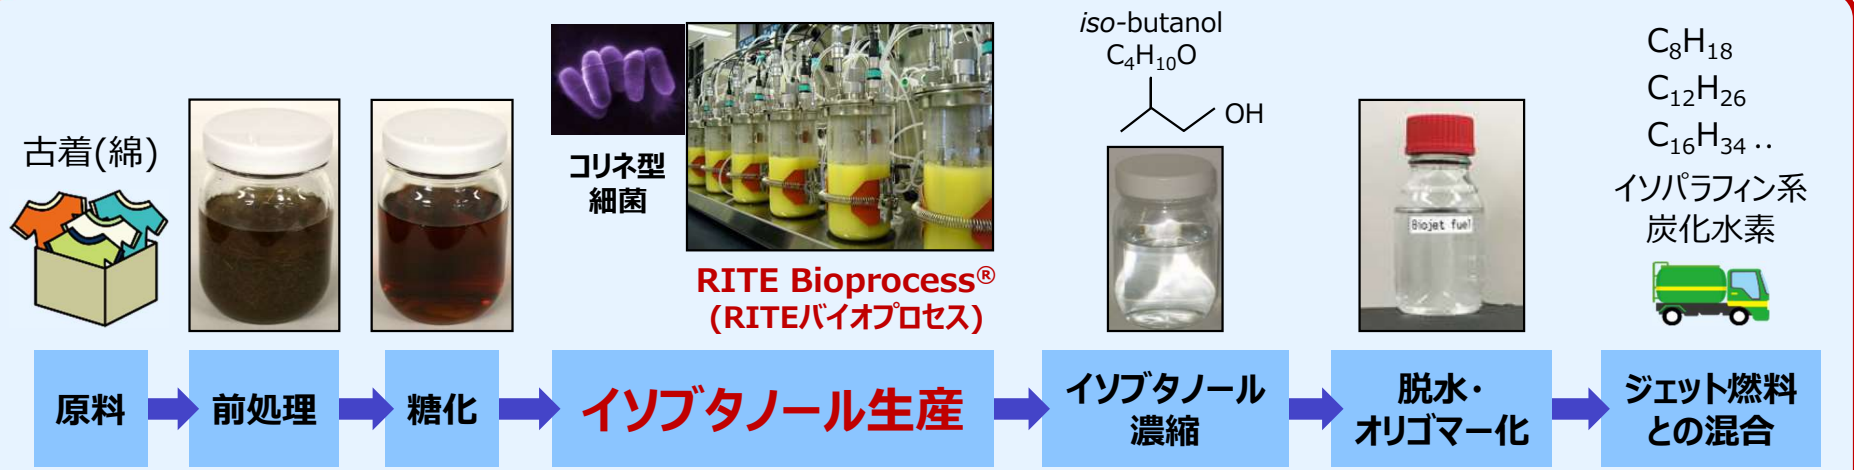 古着(綿)
コリネ型
細菌
RITE Bioprocess®
(RITEバイオプロセス)
iso-butanol
C₄H₁₀O
OH
Biojet fuel
C₈H₁₈
C₁₂H₂₆
C₁₆H₃₄ ‥
イソパラフィン系
炭化水素
原料
前処理
糖化
イソブタノール生産
イソブタノール
濃縮
脱水・
オリゴマー化
ジェット燃料
との混合